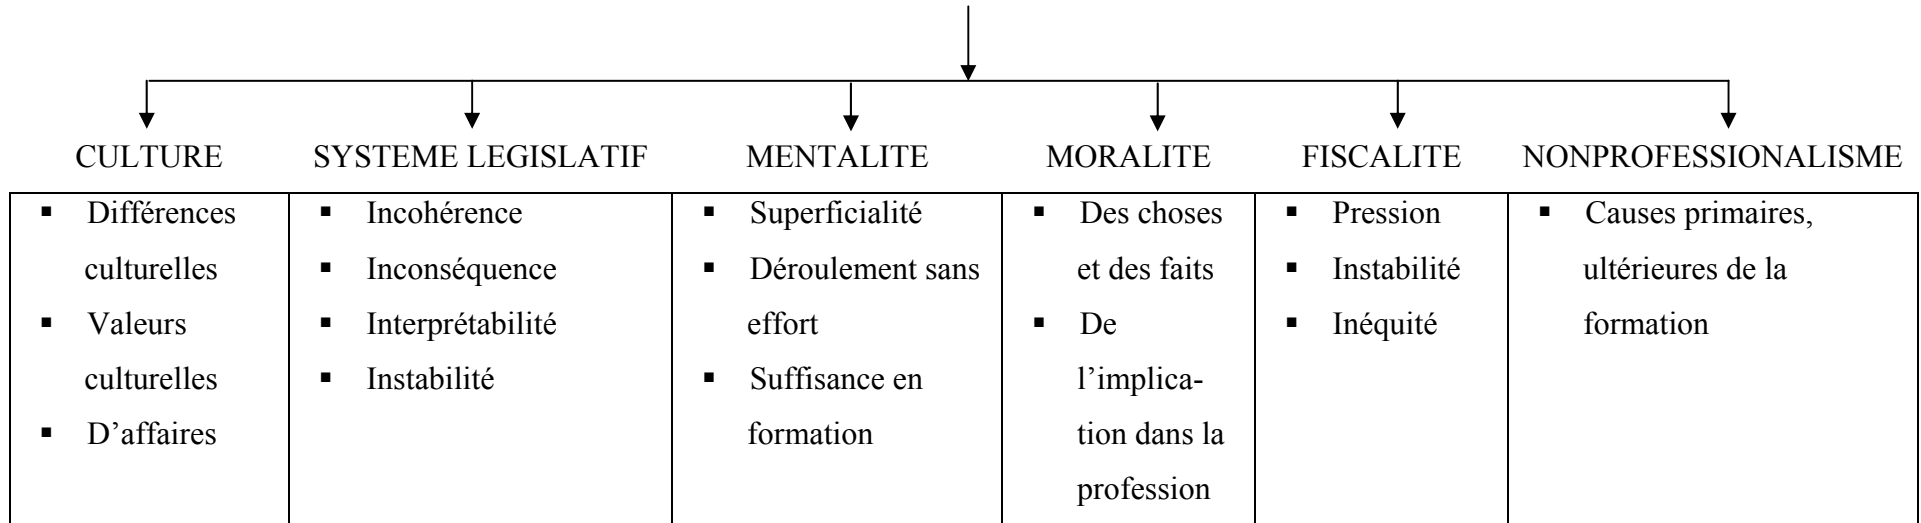 CULTURE
SYSTEME LEGISLATIF
MENTALITE
MORALITE
FISCALITE
NONPROFESSIONALISME
▪ Différences
culturelles
▪ Valeurs
culturelles
▪ D’affaires
▪ Incohérence
▪ Inconséquence
▪ Interprétabilité
▪ Instabilité
▪ Superficialité
▪ Déroulement sans
effort
▪ Suffisance en
formation
▪ Des choses
et des faits
▪ De
l’implica-
tion dans la
profession
▪ Pression
▪ Instabilité
▪ Inéquité
▪ Causes primaires,
ultérieures de la
formation